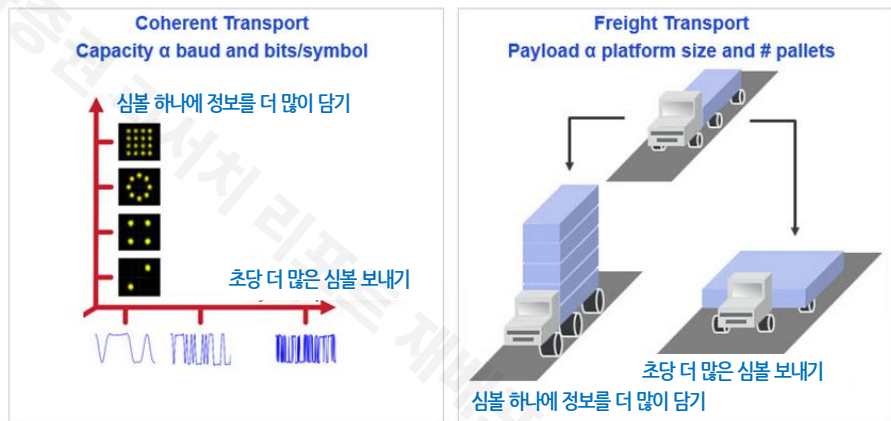 Coherent Transport
Capacity α baud and bits/symbol
심볼 하나에 정보를 더 많이 담기
초당 더 많은 심볼 보내기
Freight Transport
Payload α platform size and # pallets
초당 더 많은 심볼 보내기
심볼 하나에 정보를 더 많이 담기